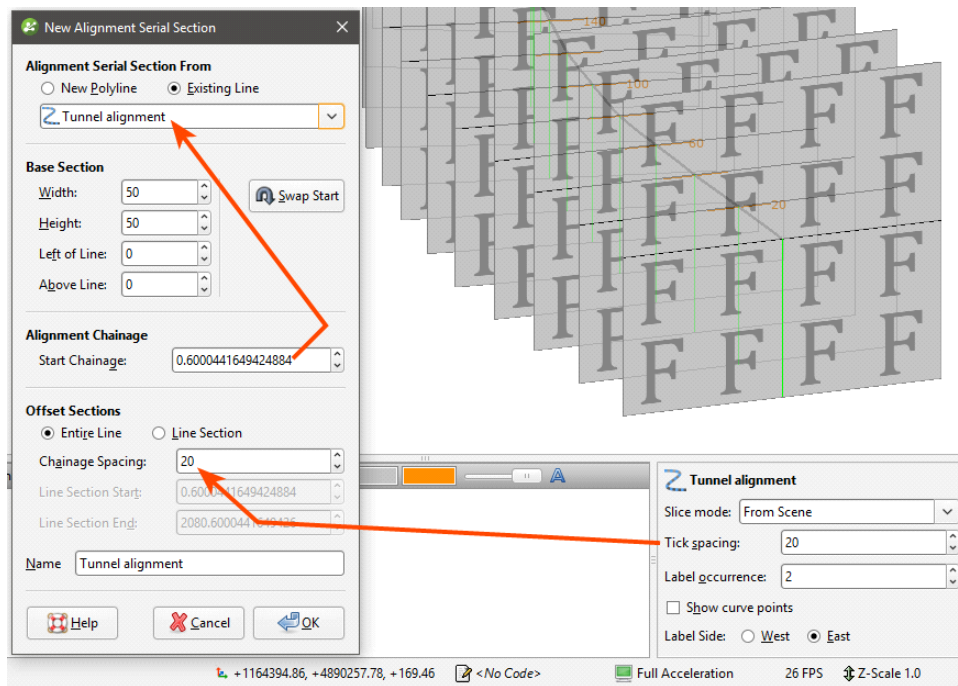 New Alignment Serial Section
Alignment Serial Section From
New Polyline Existing Line
Tunnel alignment
Base Section
Width: 50
Swap Start
Height: 50
Left of Line: 0
Above Line: 0
Alignment Chainage
Start Chainage: 0.6000441649424884
Offset Sections
Entire Line Line Section
Chainage Spacing: 20
Line Section Start: 0.6000441649424884
Line Section End: 2080.6000441649426
Name Tunnel alignment
Help Cancel OK
140
100
60
20
F F F F
F F F F
F F F F
F F F F
A
Tunnel alignment
Slice mode: From Scene
Tick spacing: 20
Label occurrence: 2
Show curve points
Label Side: West East
+1164394.86, +4890257.78, +169.46 <No Code> Full Acceleration 26 FPS Z-Scale 1.0